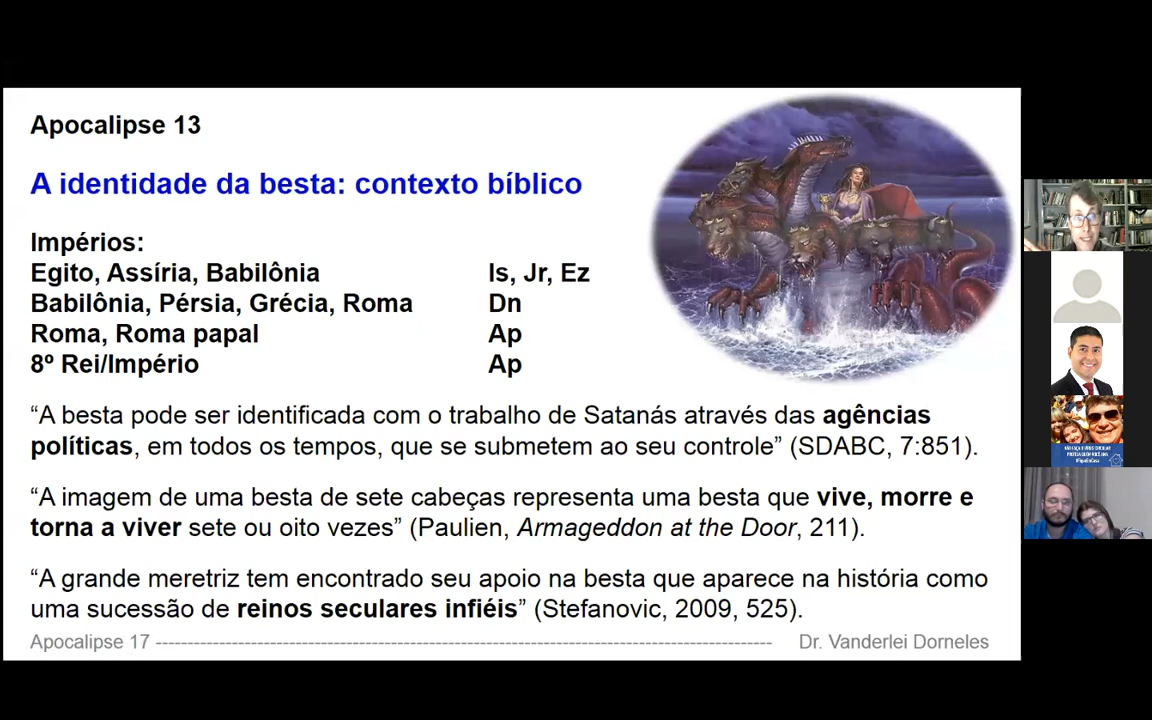 Apocalipse 13
A identidade da besta: contexto bíblico
Impérios:
Egito, Assíria, Babilônia Is, Jr, Ez
Babilônia, Pérsia, Grécia, Roma Dn
Roma, Roma papal Ap
8º Rei/Império Ap
“A besta pode ser identificada com o trabalho de Satanás através das agências
políticas, em todos os tempos, que se submetem ao seu controle” (SDABC, 7:851).
“A imagem de uma besta de sete cabeças representa uma besta que vive, morre e
torna a viver sete ou oito vezes” (Paulien, Armageddon at the Door, 211).
“A grande meretriz tem encontrado seu apoio na besta que aparece na história como
uma sucessão de reinos seculares infiéis” (Stefanovic, 2009, 525).
Apocalipse 17 ---------------------------------------------------------------------------------------- Dr. Vanderlei Dorneles